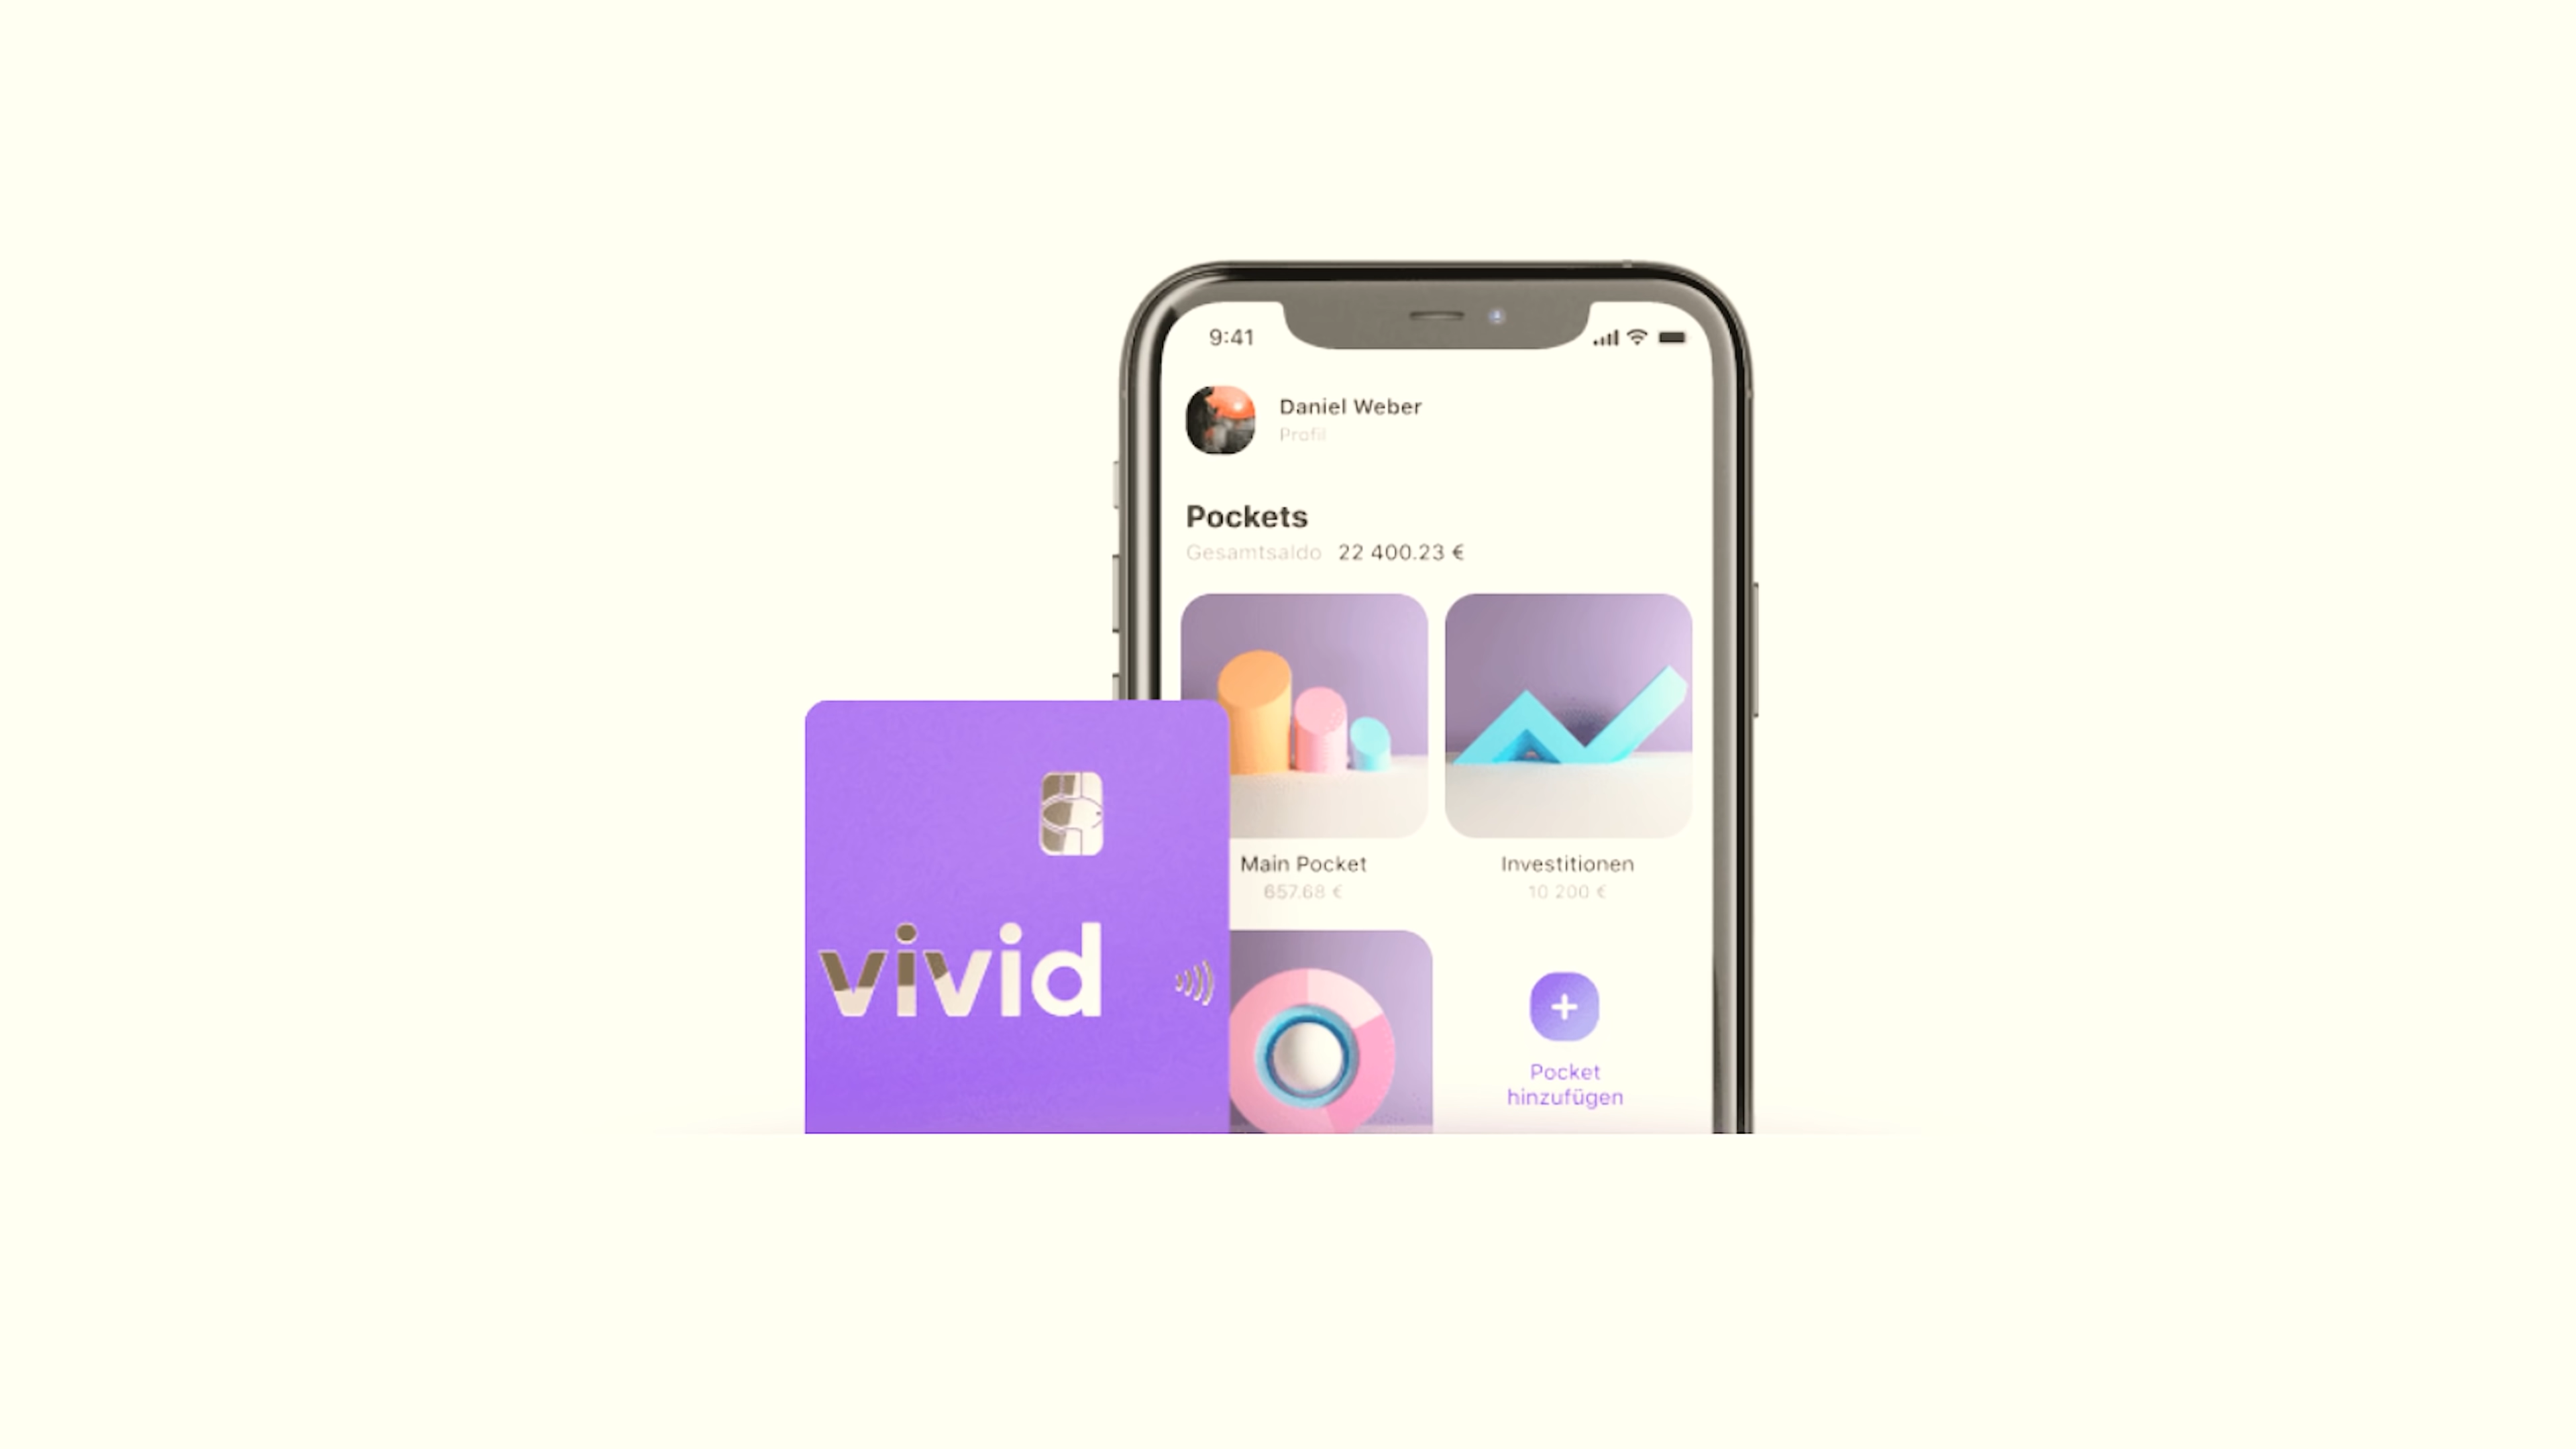 9:41
Daniel Weber
Profil
Pockets
Gesamtsaldo 22 400.23 €
Main Pocket
657.68 €
Investitionen
10 200 €
vivid
Pocket
hinzufügen